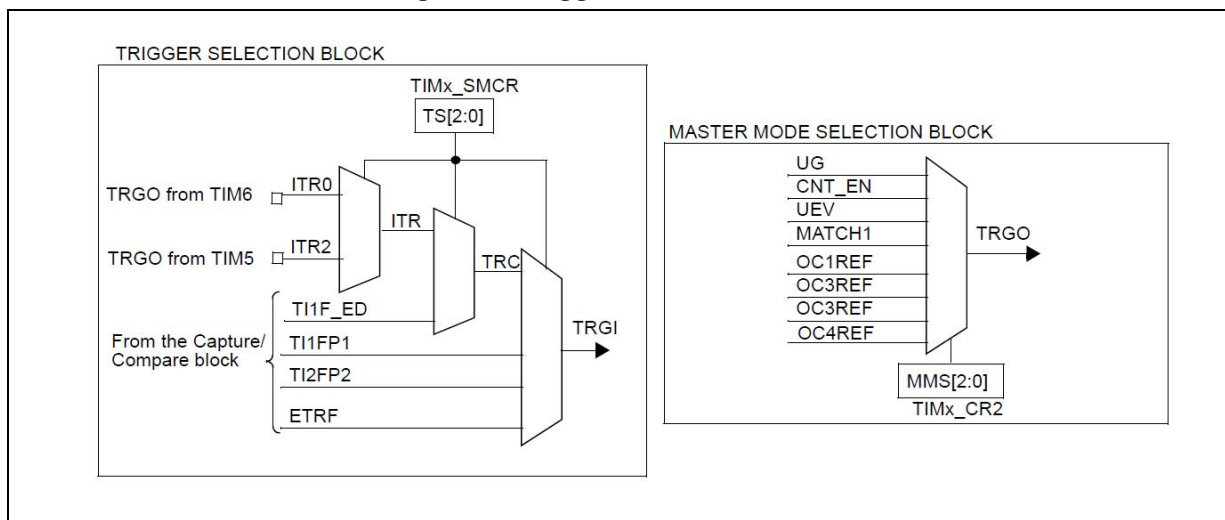 TRIGGER SELECTION BLOCK
TIMx_SMCR
TS[2:0]
TRGO from TIM6
ITR0
ITR
TRGO from TIM5
ITR2
TRC
From the Capture/
Compare block
TI1F_ED
TI1FP1
TI2FP2
ETRF
TRGI
MASTER MODE SELECTION BLOCK
UG
CNT_EN
UEV
MATCH1
OC1REF
OC3REF
OC3REF
OC4REF
TRGO
MMS[2:0]
TIMx_CR2